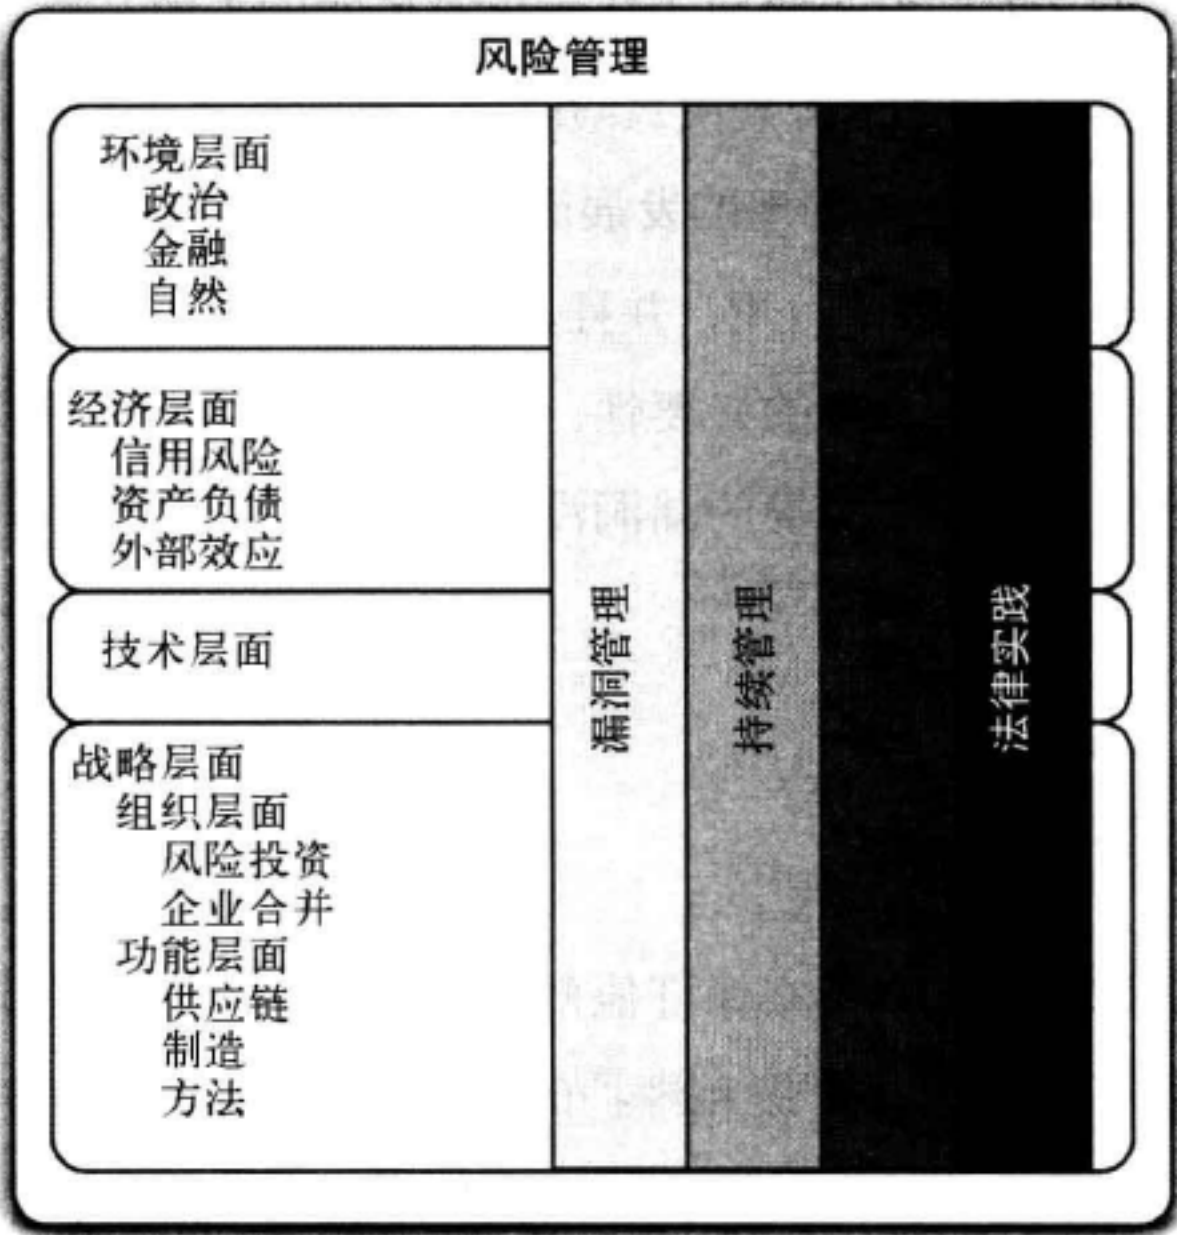 风险管理
环境层面
政治
金融
自然
经济层面
信用风险
资产负债
外部效应
技术层面
战略层面
组织层面
风险投资
企业合并
功能层面
供应链
制造
方法
漏洞管理
持续管理
法律实践